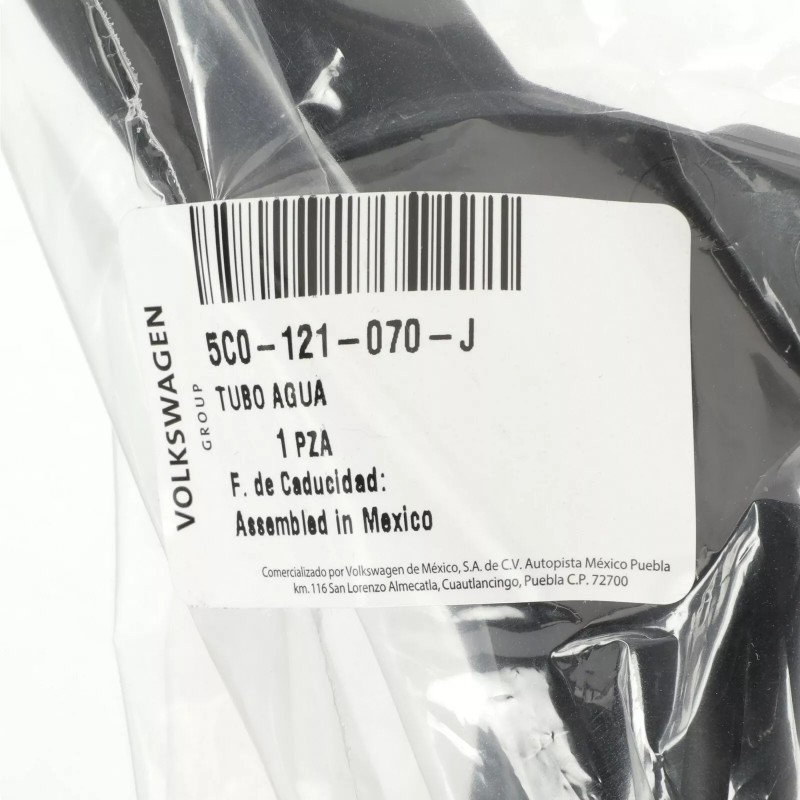 VOLKSWAGEN
GROUP
5C0-121-070-J
TUBO AGUA
1 PZA
F. de Caducidad:
Assembled in Mexico
Comercializado por Volkswagen de México, S.A. de C.V. Autopista México Puebla
km. 116 San Lorenzo Almecatla, Cuautlancingo, Puebla C.P. 72700